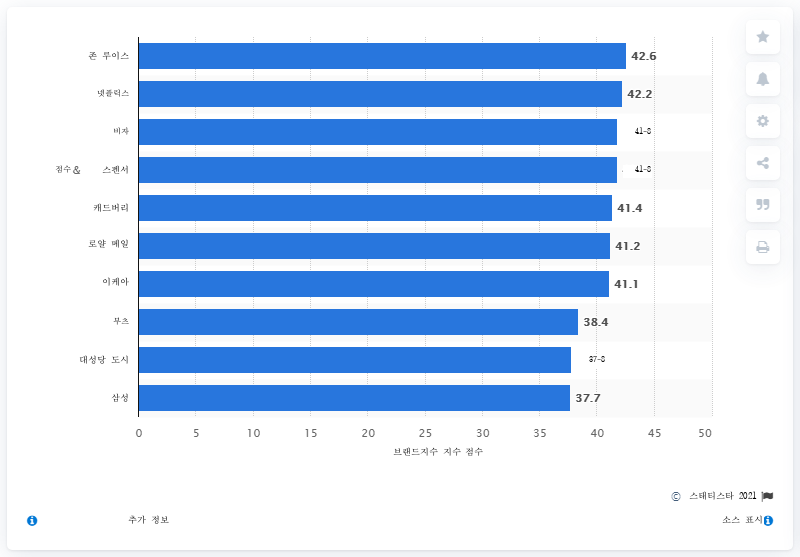 존 루이스 42.6
넷플릭스 42.2
비자 41-8
점수& 스펜서 41-8
캐드버리 41.4
로얄 메일 41.2
이케아 41.1
부츠 38.4
대성당 도시 37-8
삼성 37.7
0 5 10 15 20 25 30 35 40 45 50
브랜드지수 지수 점수
© 스태티스타 2021
추가 정보 소스 표시